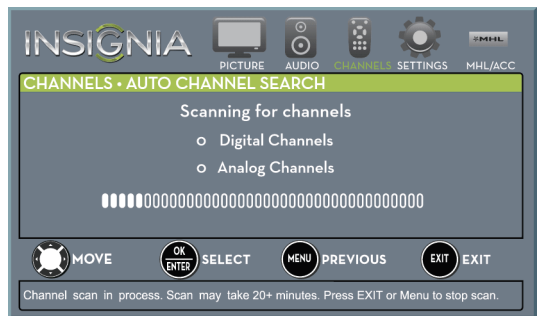 INSIGNIA
PICTURE AUDIO CHANNELS SETTINGS MHL MHL/ACC
CHANNELS • AUTO CHANNEL SEARCH
Scanning for channels
Digital Channels
Analog Channels
MOVE OK ENTER SELECT MENU PREVIOUS EXIT EXIT
Channel scan in process. Scan may take 20+ minutes. Press EXIT or Menu to stop scan.